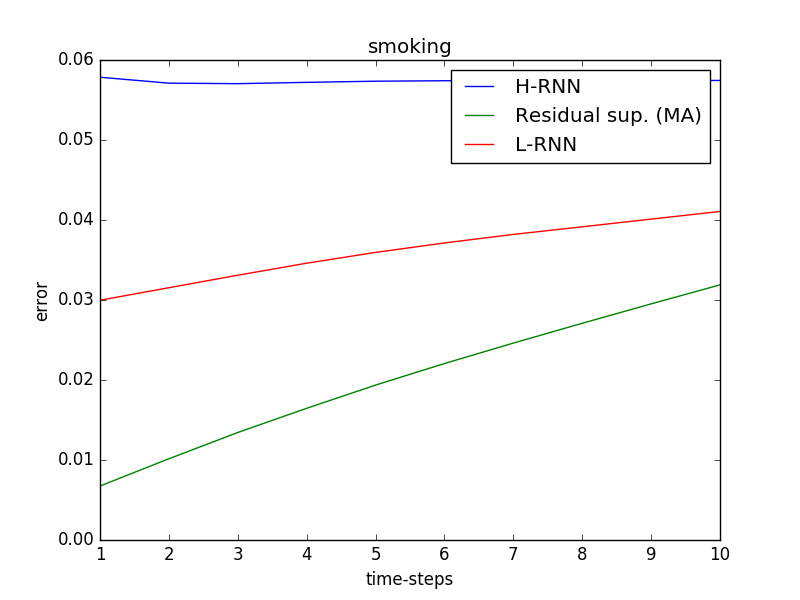 smoking
0.06
0.05
0.04
0.03
0.02
0.01
0.00
error
H-RNN
Residual sup. (MA)
L-RNN
1 2 3 4 5 6 7 8 9 10
time-steps